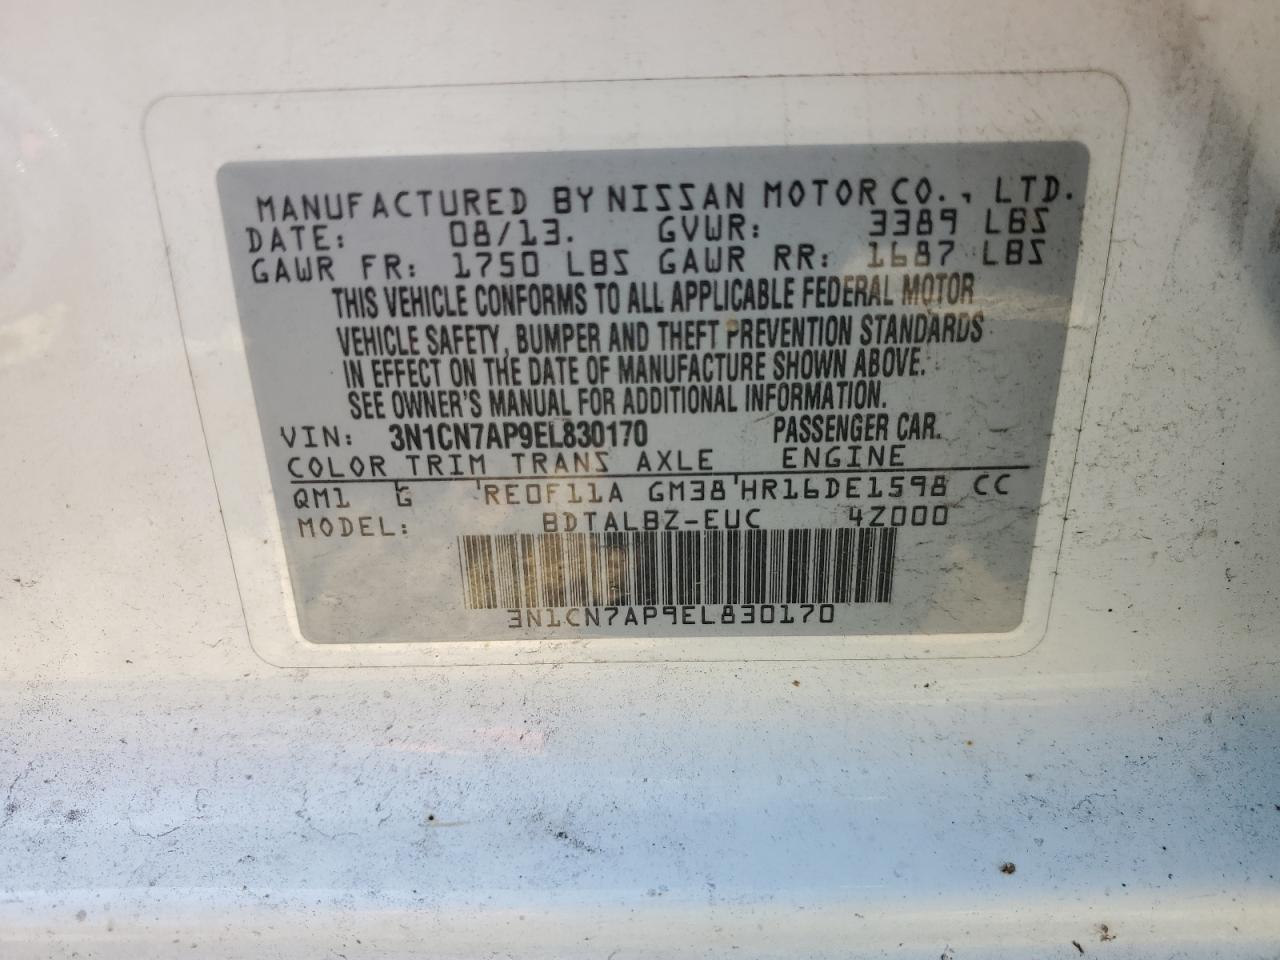 MANUFACTURED BY NISSAN MOTOR CO., LTD.
DATE: 08/13. GVWR: 3389 LBS
GAWR FR: 1750 LBS GAWR RR: 1687 LBS
THIS VEHICLE CONFORMS TO ALL APPLICABLE FEDERAL MOTOR
VEHICLE SAFETY, BUMPER AND THEFT PREVENTION STANDARDS
IN EFFECT ON THE DATE OF MANUFACTURE SHOWN ABOVE.
SEE OWNER'S MANUAL FOR ADDITIONAL INFORMATION.
VIN: 3N1CN7AP9EL830170 PASSENGER CAR.
COLOR TRIM TRANS AXLE ENGINE
QM1 G RE0F11A GM38 HR16DE1598 CC
MODEL: BDTALBZ-EUC 4Z000
3N1CN7AP9EL830170